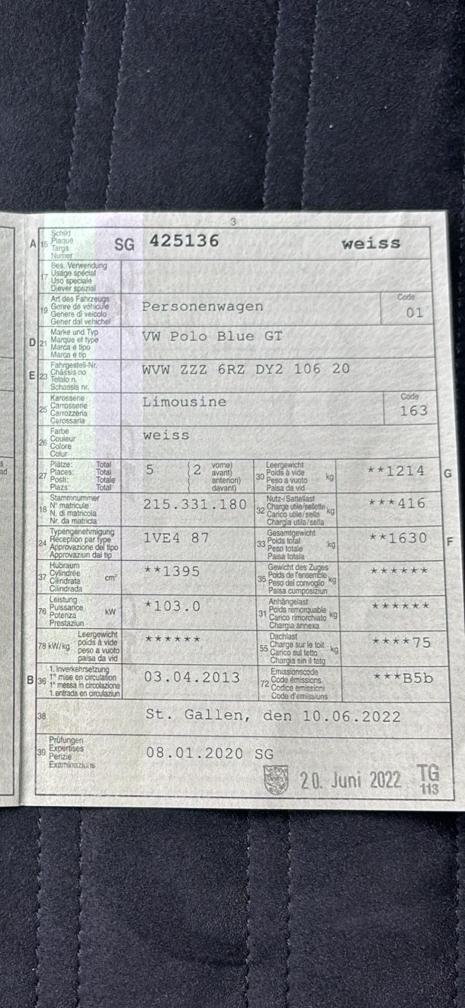 3
A 15 Schild Plaque Targa Numer SG 425136 weiss
17 Bes. Verwendung Usage spécial Uso speciale Diever spezial
19 Art des Fahrzeugs Genre de véhicule Genere di veicolo Gener dal vehichel Personenwagen Code 01
D 21 Marke und Typ Marque et type Marca e tipo Marca e tip VW Polo Blue GT
E 23 Fahrgestell-Nr. Châssis no Telaio n. Schassis nr. WVW ZZZ 6RZ DY2 106 20
25 Karosserie Carrosserie Carrozzeria Carossaria Limousine Code 163
26 Farbe Couleur Colore Colur weiss
27 Plätze: Total Places: Total Posti: Totale Plazs: Total 5 ( 2 vorne) avant) anteriori) davant) 30 Leergewicht Poids à vide Peso a vuoto Paisa da vid kg **1214 G
18 Stammnummer N° matricule N. di matricola Nr. da matricla 215.331.180 32 Nutz-/Sattellast Charge utile/sellette Carico utile/sella Chargia utila/sella kg ***416
24 Typengenehmigung Réception par type Approvazione del tipo Approvaziun dal tip 1VE4 87 33 Gesamtgewicht Poids total Peso totale Paisa totala kg **1630 F
37 Hubraum Cylindrée Cilindrata Cilindrada cm³ **1395 35 Gewicht des Zuges Poids de l'ensemble Peso del convoglio Paisa cumposiziun kg ******
76 Leistung Puissance Potenza Prestaziun kW *103.0 31 Anhängelast Poids remorquable Carico rimorchiato Chargia annexa kg ******
78 kW/kg Leergewicht poids à vide peso a vuoto paisa da vid ****** 55 Dachlast Charge sur le toit Carico sul tetto Chargia sin il tetg kg ****75
B 36 1. Inverkehrsetzung 1re mise en circulation 1a messa in circolazione 1. entrada en circulaziun 03.04.2013 72 Emissionscode Code émissions Codice emissioni Code d'emissiuns ***B5b
38 St. Gallen, den 10.06.2022
39 Prüfungen Expertises Perizie Examinaziuns 08.01.2020 SG
20. Juni 2022 TG
113